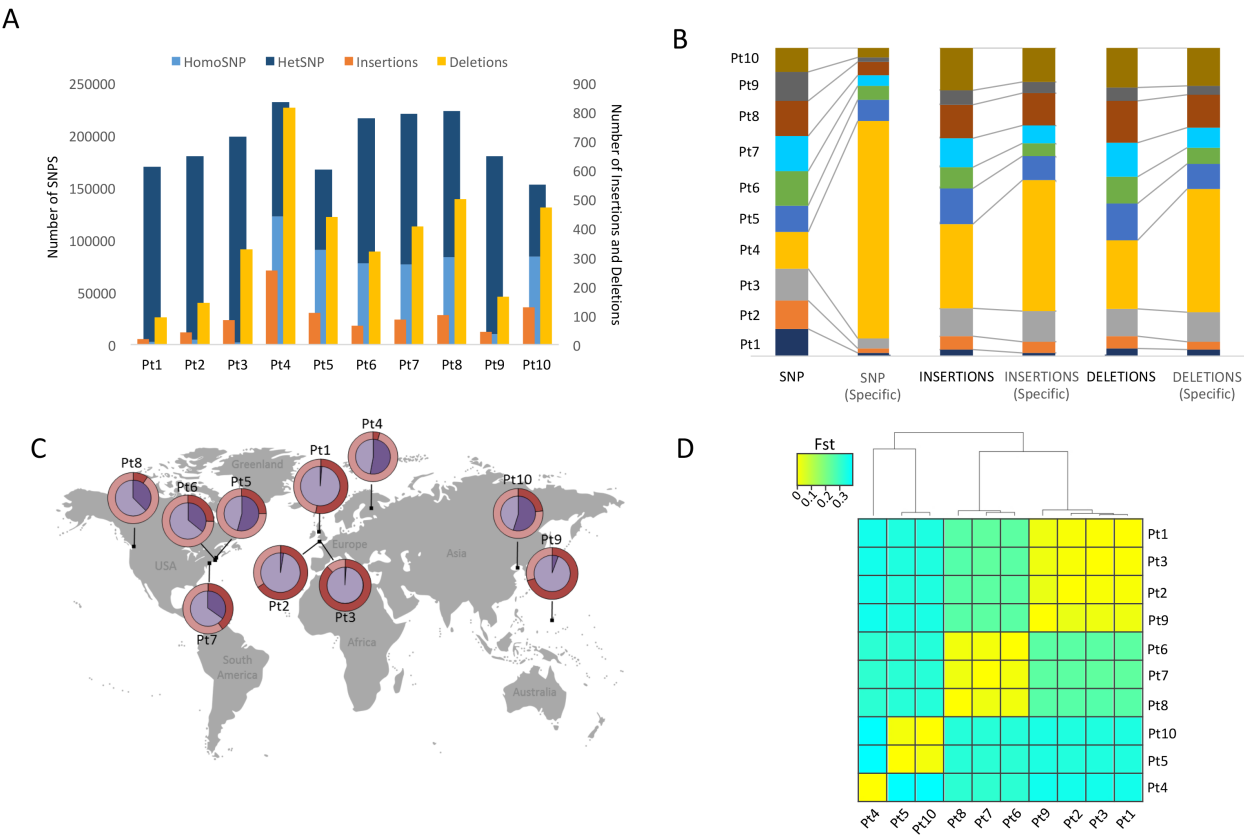 A
HomoSNP HetSNP Insertions Deletions
250000
200000
150000
100000
50000
0
Number of SNPS
900
800
700
600
500
400
300
200
100
0
Number of Insertions and Deletions
Pt1 Pt2 Pt3 Pt4 Pt5 Pt6 Pt7 Pt8 Pt9 Pt10
B
Pt10
Pt9
Pt8
Pt7
Pt6
Pt5
Pt4
Pt3
Pt2
Pt1
SNP
SNP
(Specific)
INSERTIONS
INSERTIONS
(Specific)
DELETIONS
DELETIONS
(Specific)
C
Pt8
Pt6
Pt5
Pt1
Pt4
Pt10
Pt9
Pt2
Pt3
Pt7
Greenland
USA
Europe
Asia
Africa
South
America
Australia
D
Fst
0
0.1
0.2
0.3
Pt1
Pt3
Pt2
Pt9
Pt6
Pt7
Pt8
Pt10
Pt5
Pt4
Pt4 Pt5 Pt10 Pt8 Pt7 Pt6 Pt9 Pt2 Pt3 Pt1